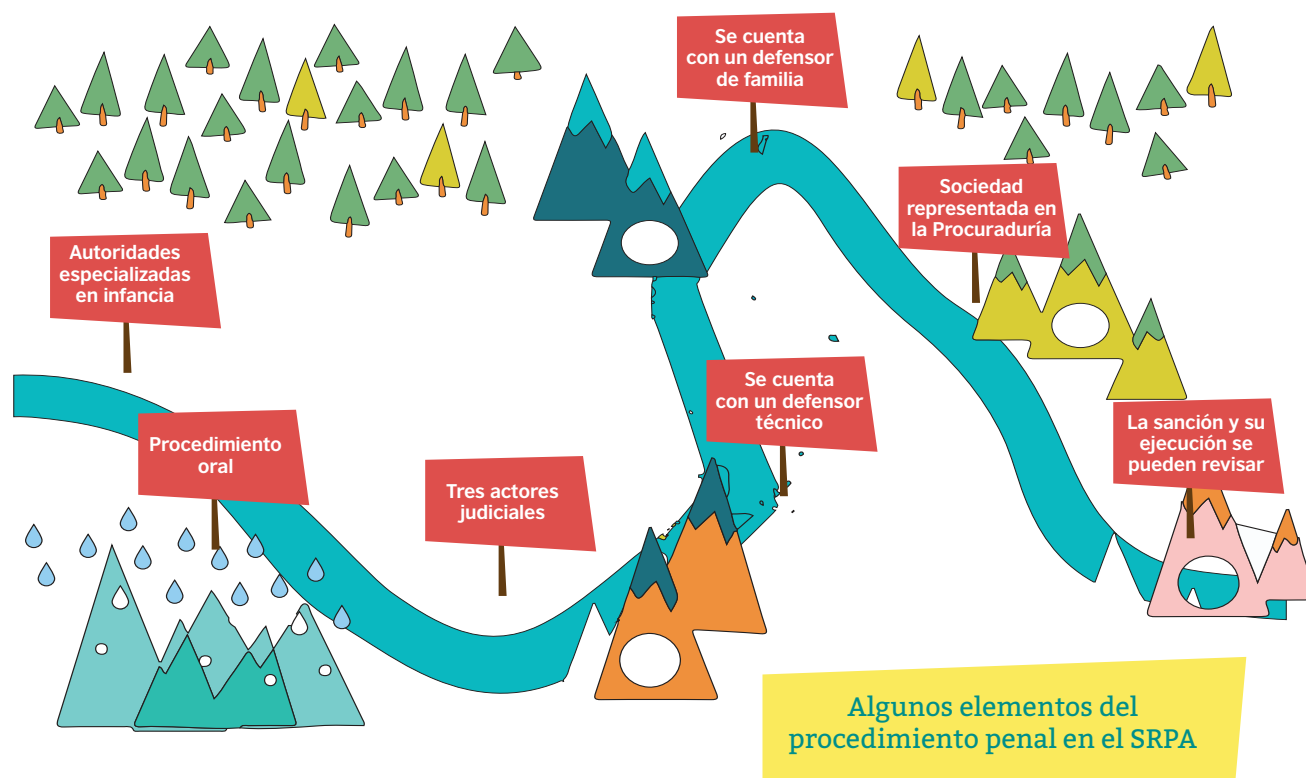 Autoridades
especializadas
en infancia
Procedimiento
oral
Tres actores
judiciales
Se cuenta
con un defensor
técnico
Se cuenta
con un defensor
de familia
Sociedad
representada en
la Procuraduría
La sanción y su
ejecución se
pueden revisar
Algunos elementos del
procedimiento penal en el SRPA